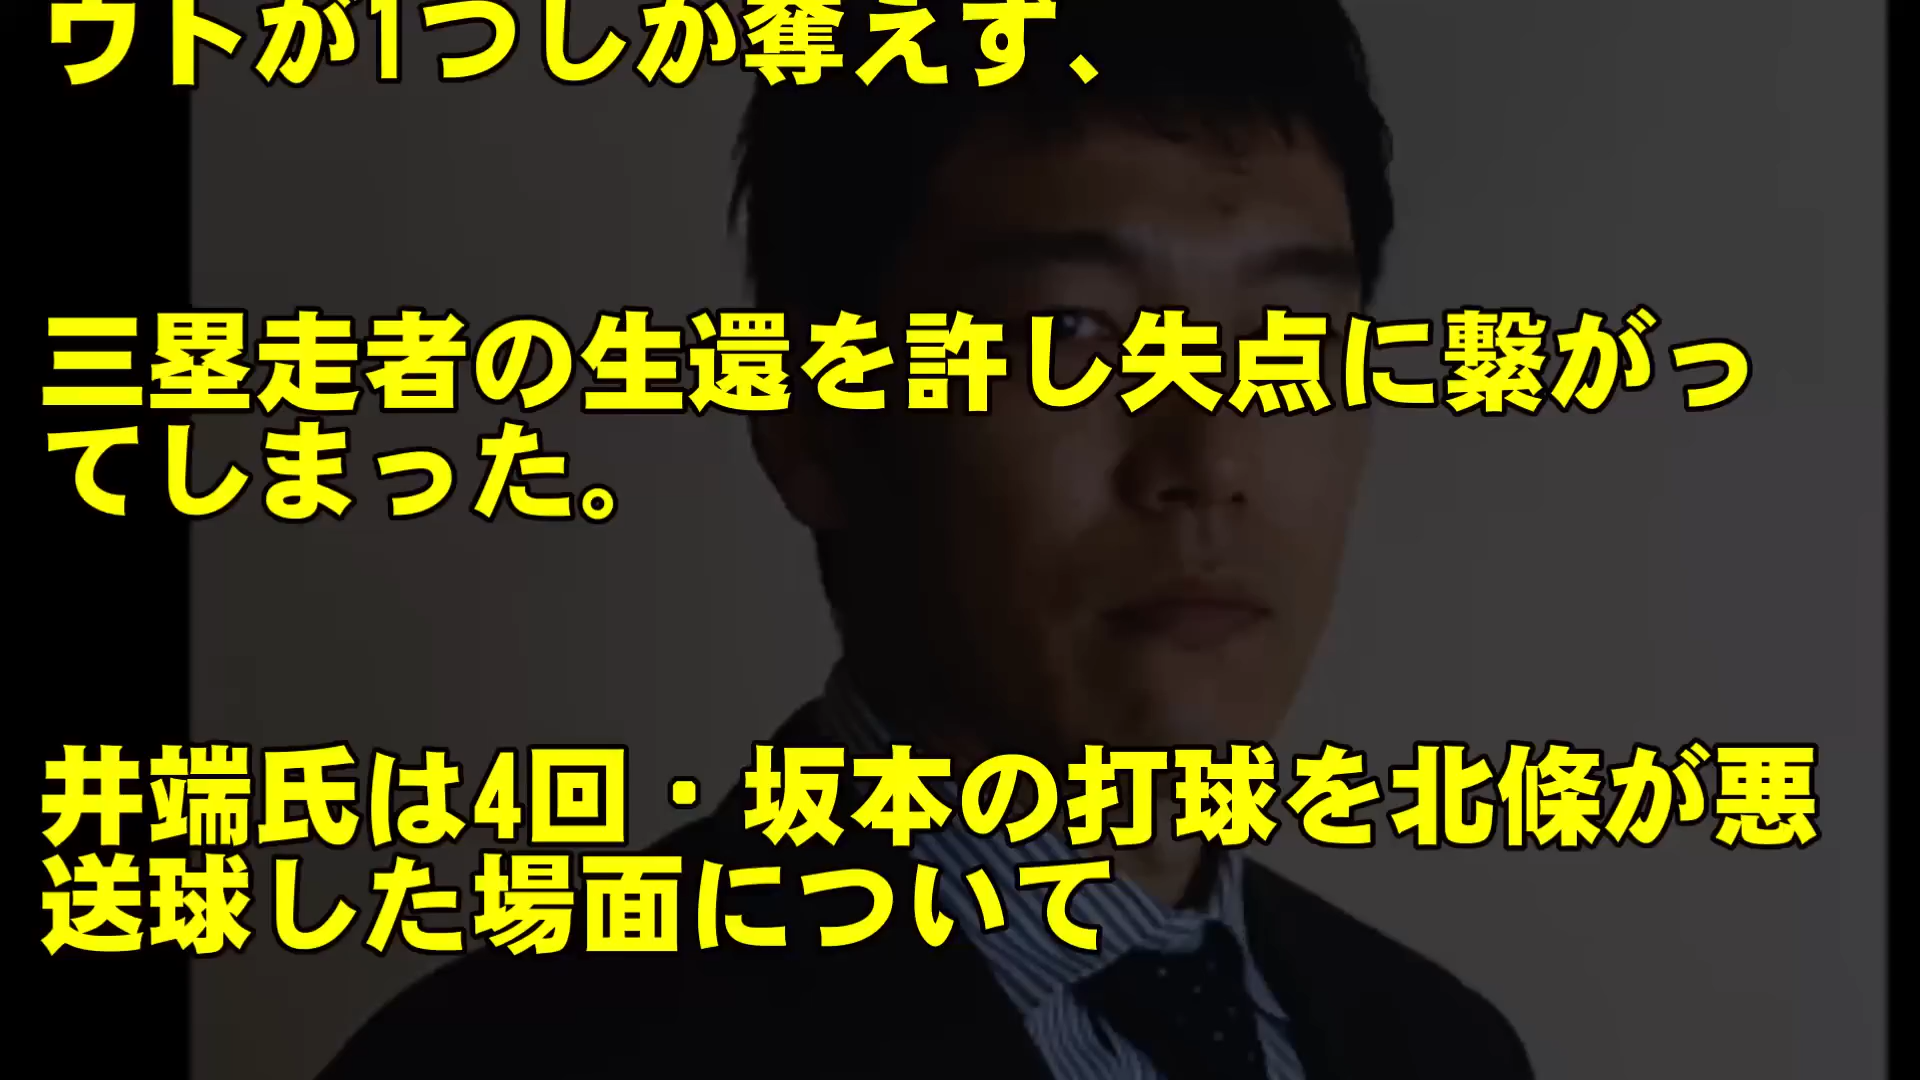 ウトが1つしか奪えず、
三塁走者の生還を許し失点に繋がっ
てしまった。
井端氏は4回・坂本の打球を北條が悪
送球した場面について